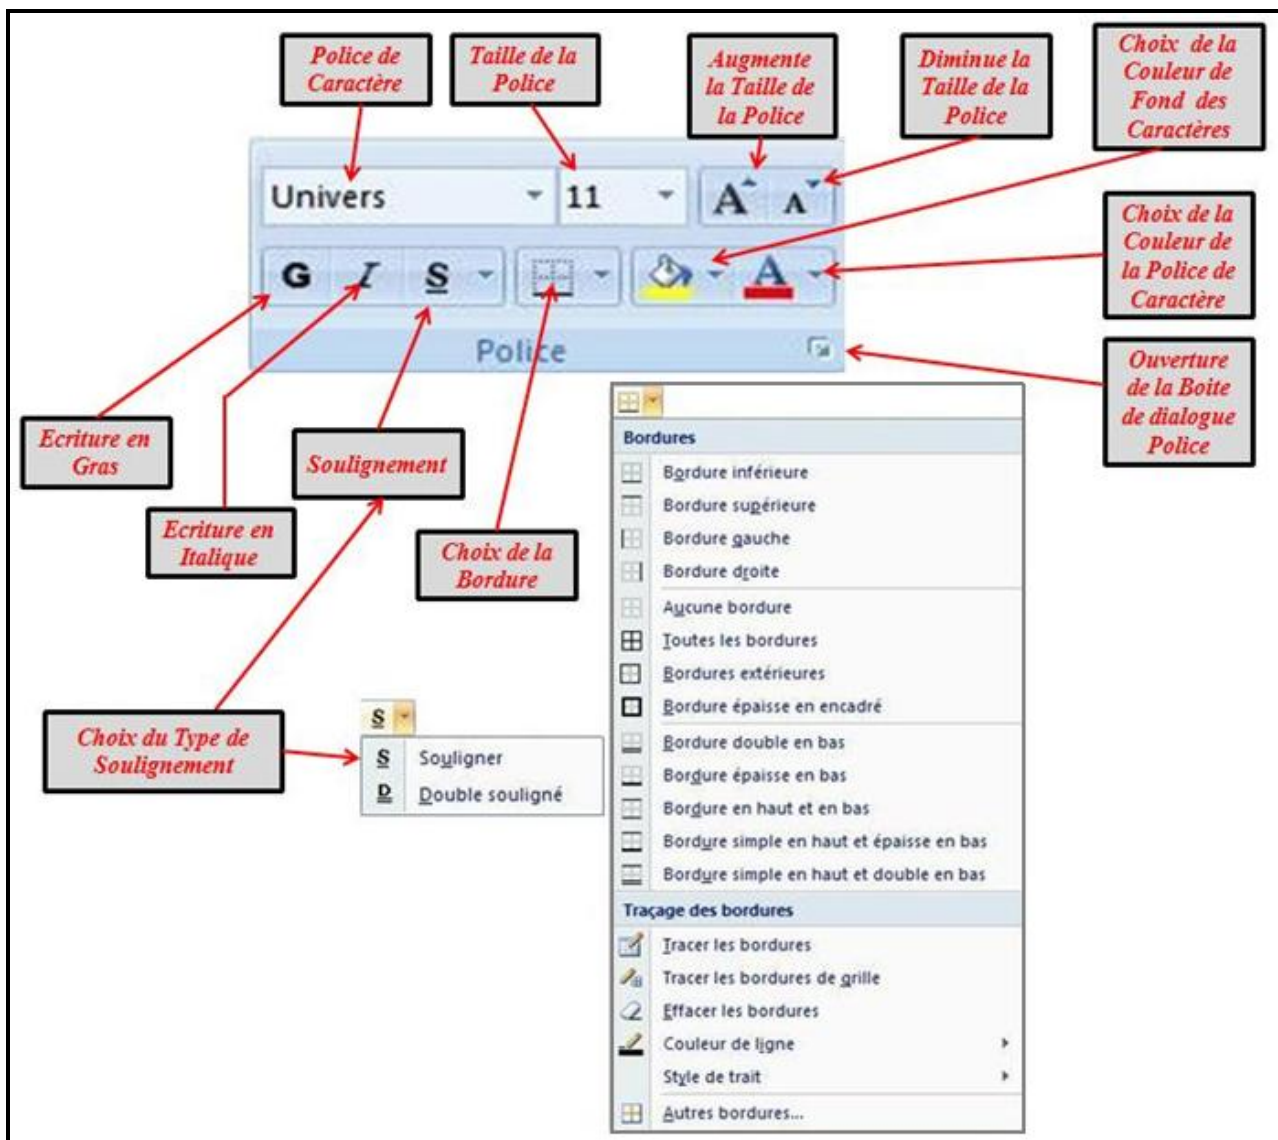 Police de
Caractère
Taille de la
Police
Augmente
la Taille de
la Police
Diminue la
Taille de la
Police
Choix de la
Couleur de
Fond des
Caractères
Univers
11
A
A
G
I
S
A
Police
Choix de la
Couleur de
la Police de
Caractère
Ouverture
de la Boite
de dialogue
Police
Ecriture en
Gras
Soulignement
Ecriture en
Italique
Choix de la
Bordure
Choix du Type de
Soulignement
S
S Souligner
D Double souligné
Bordures
Bordure inférieure
Bordure supérieure
Bordure gauche
Bordure droite
Aucune bordure
Toutes les bordures
Bordures extérieures
Bordure épaisse en encadré
Bordure double en bas
Bordure épaisse en bas
Bordure en haut et en bas
Bordure simple en haut et épaisse en bas
Bordure simple en haut et double en bas
Traçage des bordures
Tracer les bordures
Tracer les bordures de grille
Effacer les bordures
Couleur de ligne
Style de trait
Autres bordures...